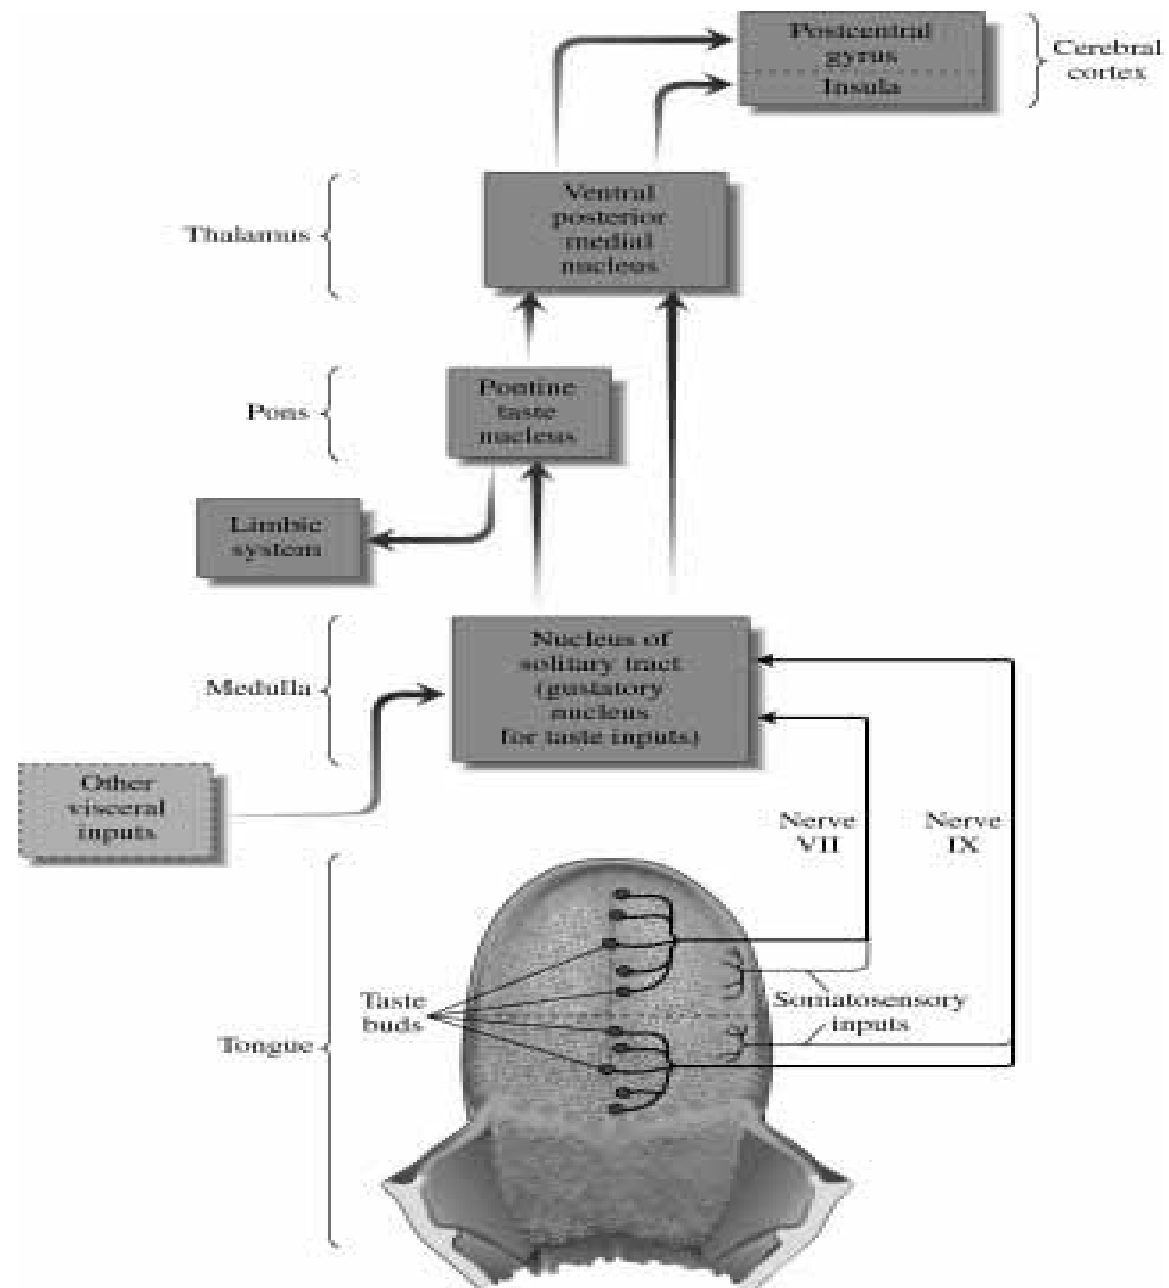 Postcentral
gyrus
Insula
Cerebral
cortex
Thalamus
Ventral
posterior
medial
nucleus
Pons
Pontine
taste
nucleus
Limbic
system
Medulla
Nucleus of
solitary tract
(gustatory
nucleus
for taste inputs)
Other
visceral
inputs
Nerve
VII
Nerve
IX
Taste
buds
Somatosensory
inputs
Tongue